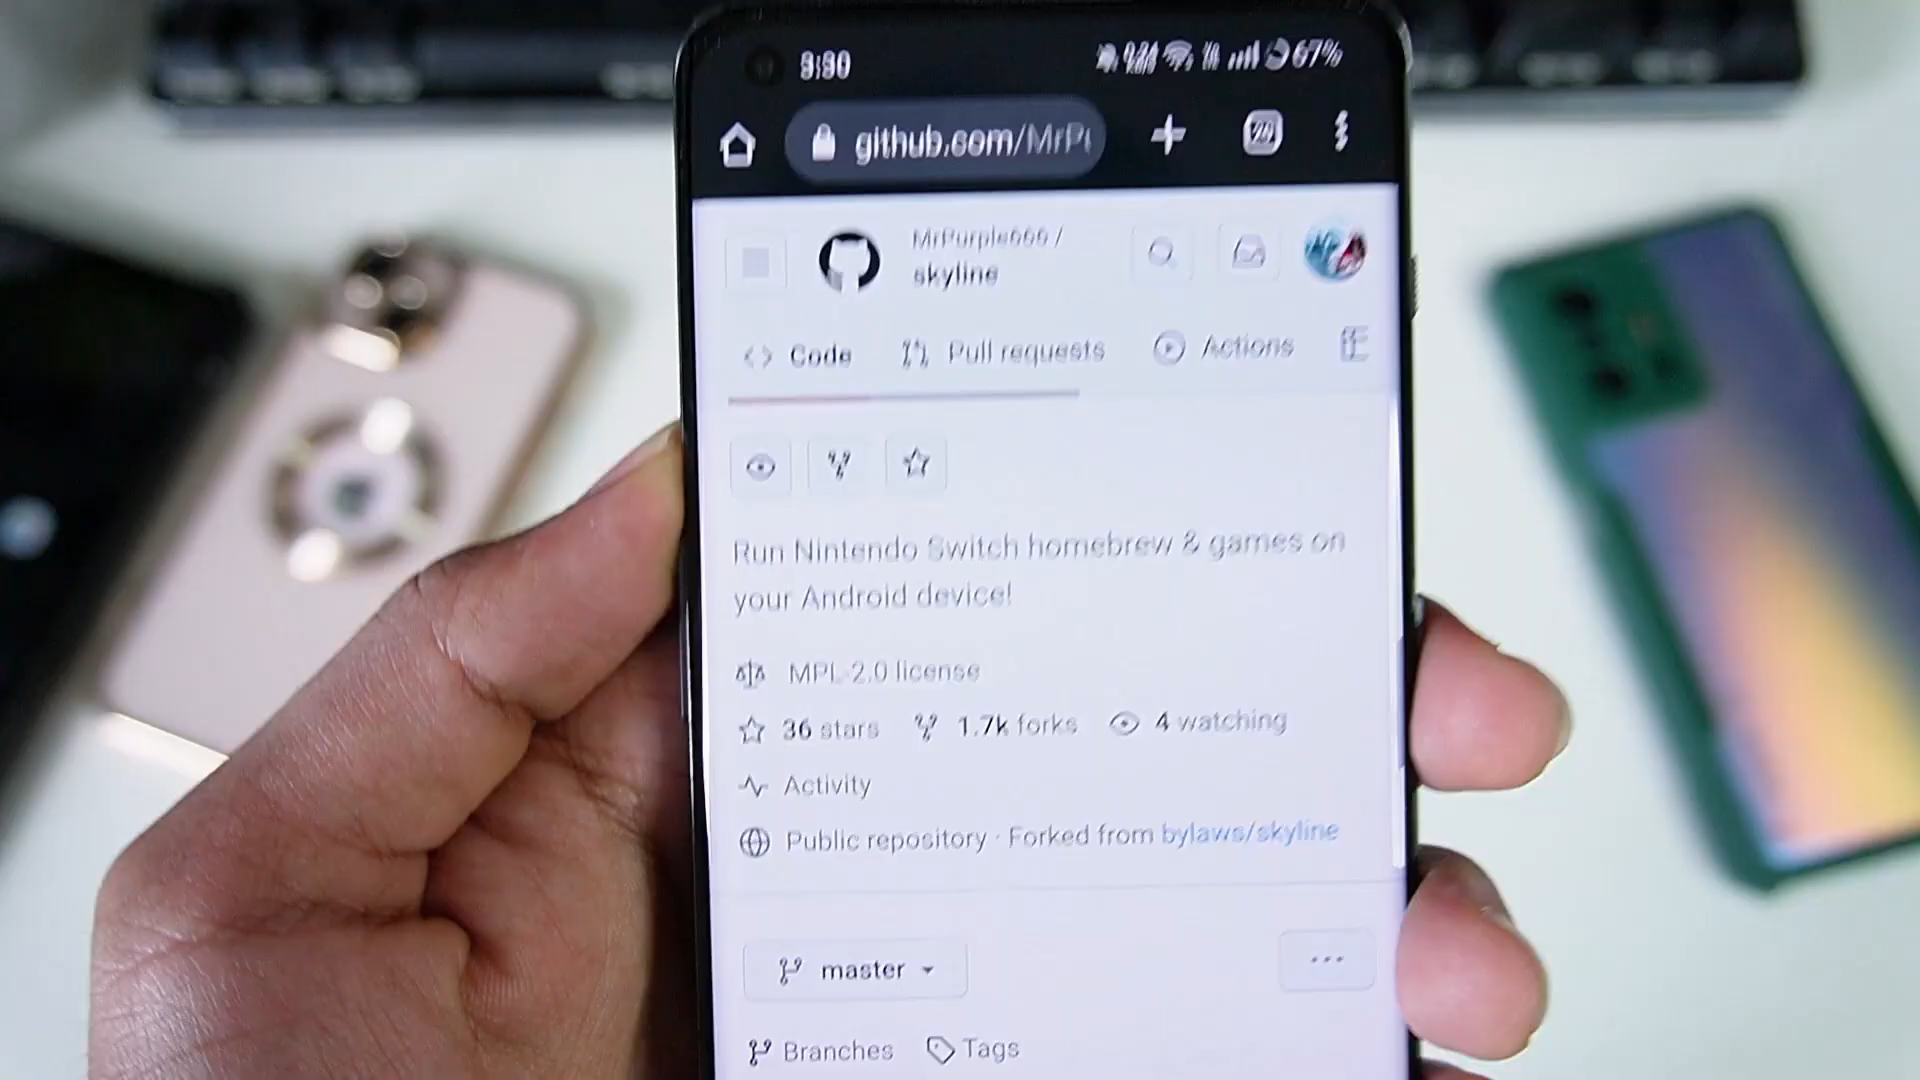 67%
github.com/MrP
MrPurple666 /
skyline
Code
Pull requests
Actions
Run Nintendo Switch homebrew & games on
your Android device!
MPL-2.0 license
36 stars
1.7k forks
4 watching
Activity
Public repository · Forked from bylaws/skyline
master
Branches
Tags